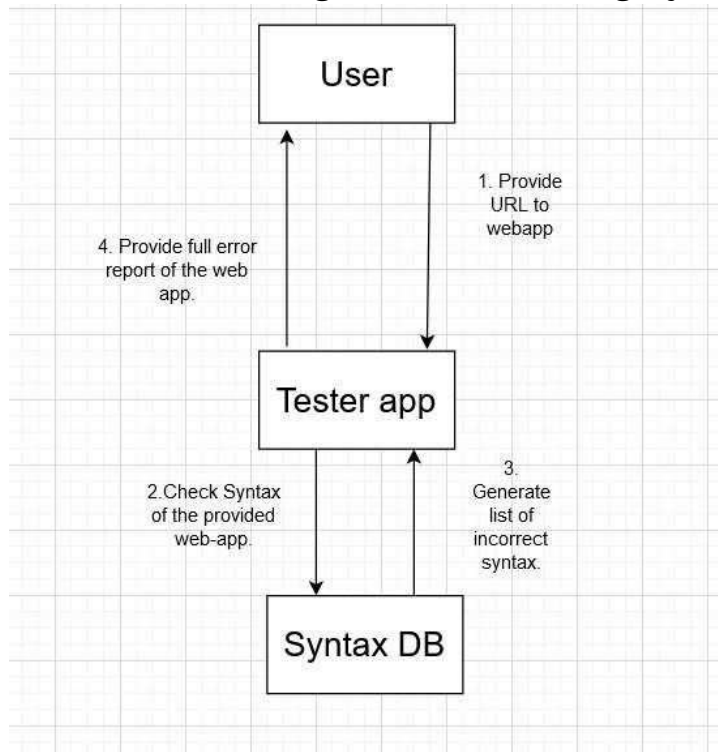 User
1. Provide
URL to
webapp
4. Provide full error
report of the web
app.
Tester app
2.Check Syntax
of the provided
web-app.
3.
Generate
list of
incorrect
syntax.
Syntax DB